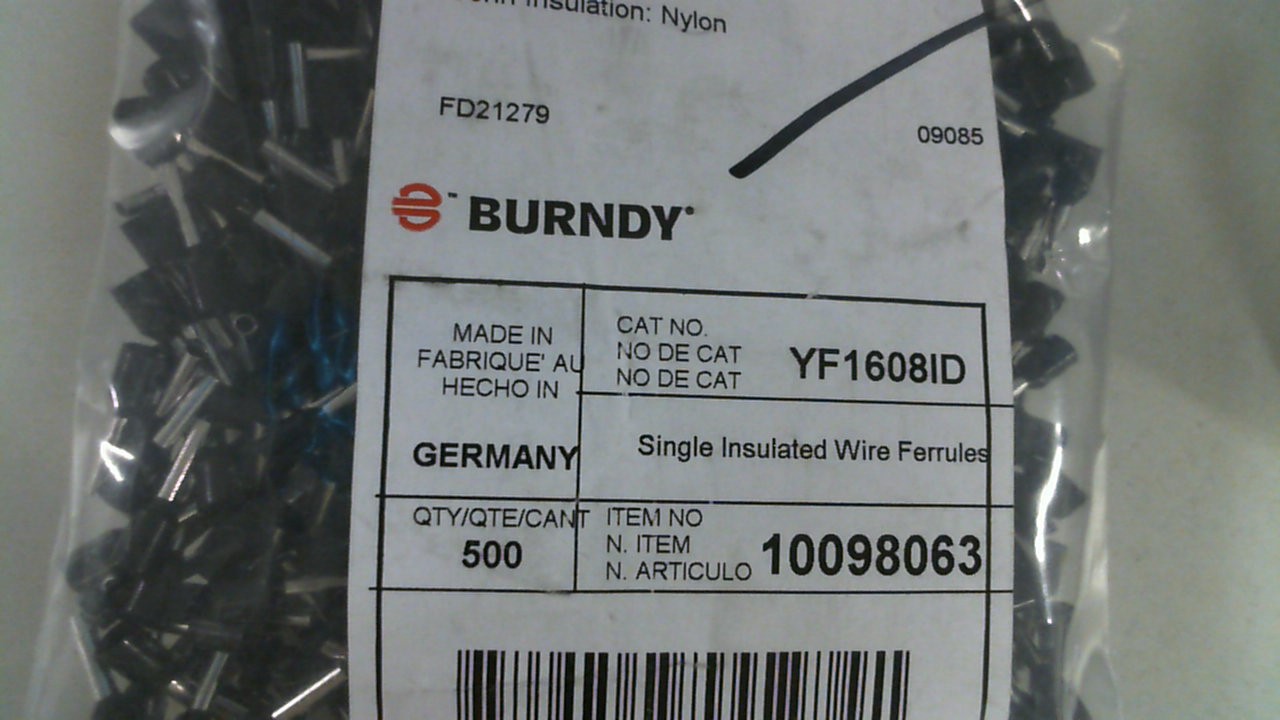 Insulation: Nylon
FD21279
09085
™ BURNDY
MADE IN
FABRIQUE' AU
HECHO IN
GERMANY
CAT NO.
NO DE CAT
NO DE CAT
YF1608ID
Single Insulated Wire Ferrules
QTY/QTE/CANT
500
ITEM NO
N. ITEM
N. ARTICULO
10098063